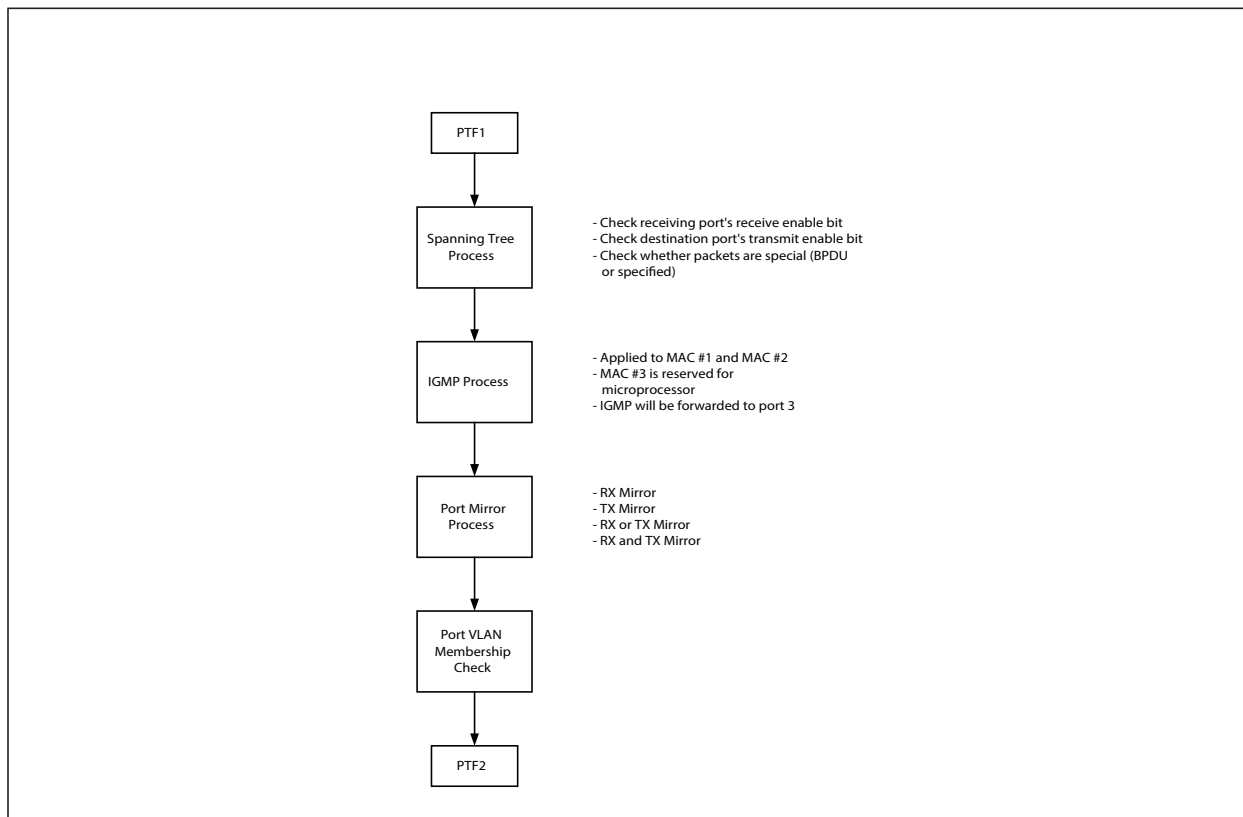 PTF1
Spanning Tree
Process
- Check receiving port's receive enable bit
- Check destination port's transmit enable bit
- Check whether packets are special (BPDU
or specified)
IGMP Process
- Applied to MAC #1 and MAC #2
- MAC #3 is reserved for
microprocessor
- IGMP will be forwarded to port 3
Port Mirror
Process
- RX Mirror
- TX Mirror
- RX or TX Mirror
- RX and TX Mirror
Port VLAN
Membership
Check
PTF2